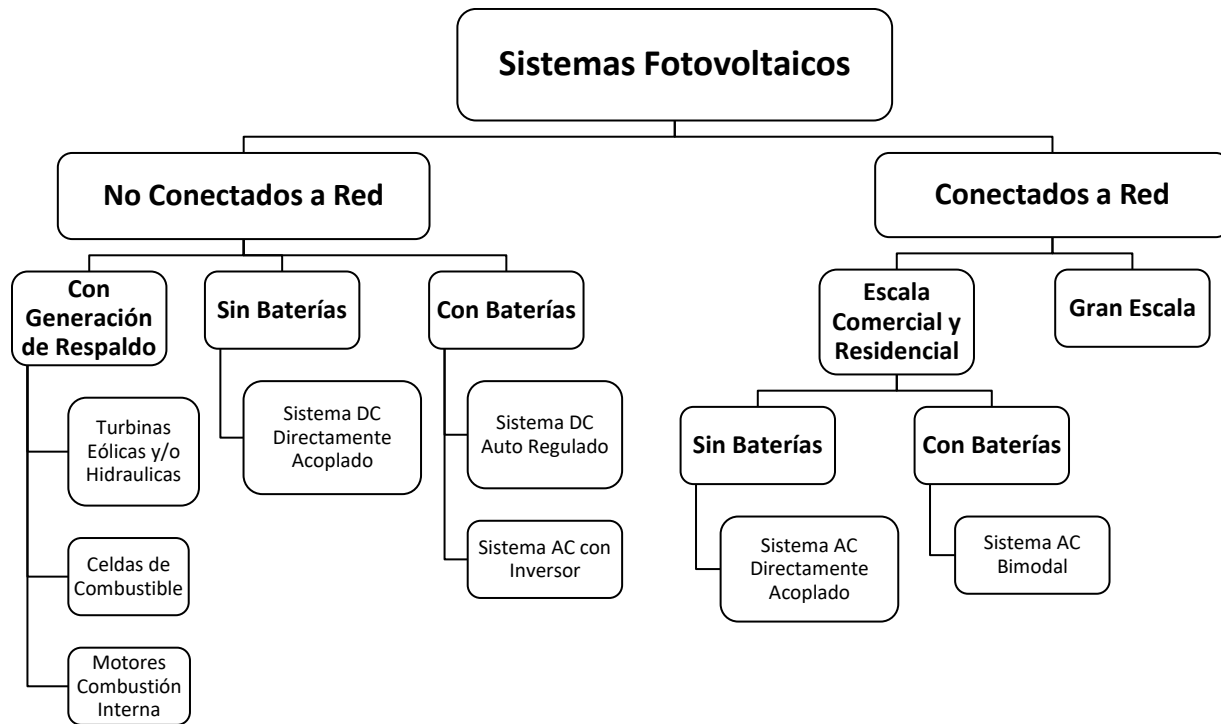 Sistemas Fotovoltaicos
No Conectados a Red
Conectados a Red
Con
Generación
de Respaldo
Sin Baterías
Con Baterías
Escala
Comercial y
Residencial
Gran Escala
Turbinas
Eólicas y/o
Hidraulicas
Celdas de
Combustible
Motores
Combustión
Interna
Sistema DC
Directamente
Acoplado
Sistema DC
Auto Regulado
Sistema AC con
Inversor
Sin Baterías
Con Baterías
Sistema AC
Directamente
Acoplado
Sistema AC
Bimodal